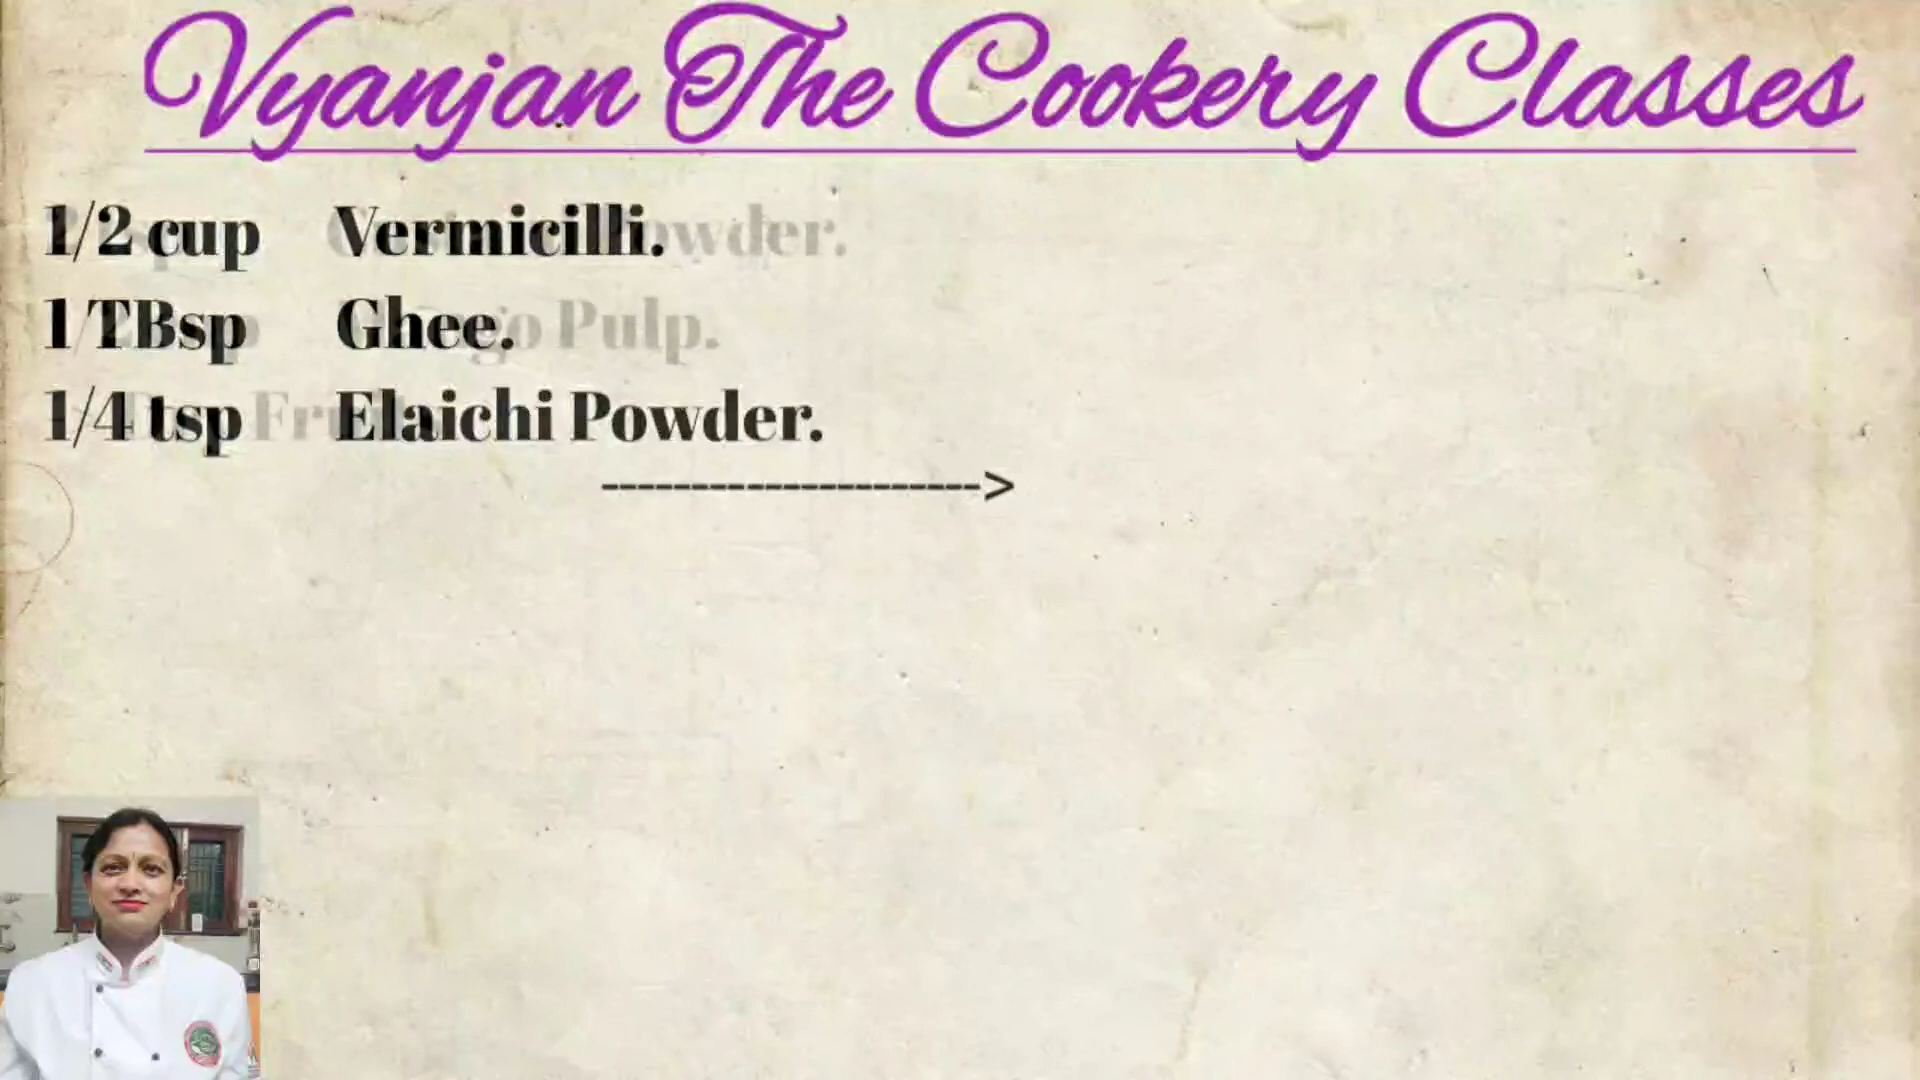 Vyanjan The Cookery Classes
1/2 cup Vermicilli.
1 TBsp Ghee.
1/4 tsp Elaichi Powder.
--------------------->